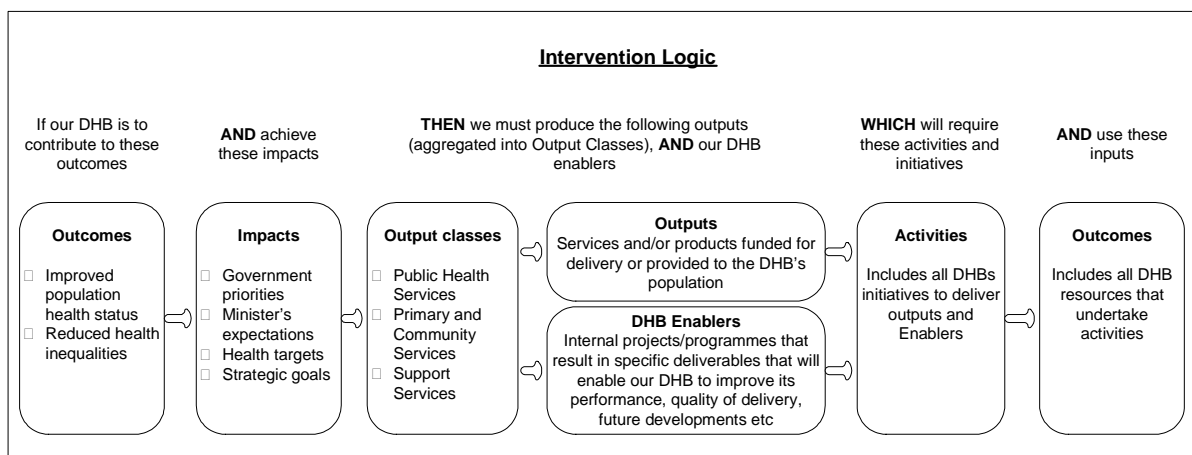 Intervention Logic
If our DHB is to
contribute to these
outcomes
AND achieve
these impacts
THEN we must produce the following outputs
(aggregated into Output Classes), AND our DHB
enablers
WHICH will require
these activities and
initiatives
AND use these
inputs
Outcomes
Improved
population
health status
Reduced health
inequalities
Impacts
Government
priorities
Minister’s
expectations
Health targets
Strategic goals
Output classes
Public Health
Services
Primary and
Community
Services
Support
Services
Outputs
Services and/or products funded for
delivery or provided to the DHB’s
population
DHB Enablers
Internal projects/programmes that
result in specific deliverables that will
enable our DHB to improve its
performance, quality of delivery,
future developments etc
Activities
Includes all DHBs
initiatives to deliver
outputs and
Enablers
Outcomes
Includes all DHB
resources that
undertake
activities